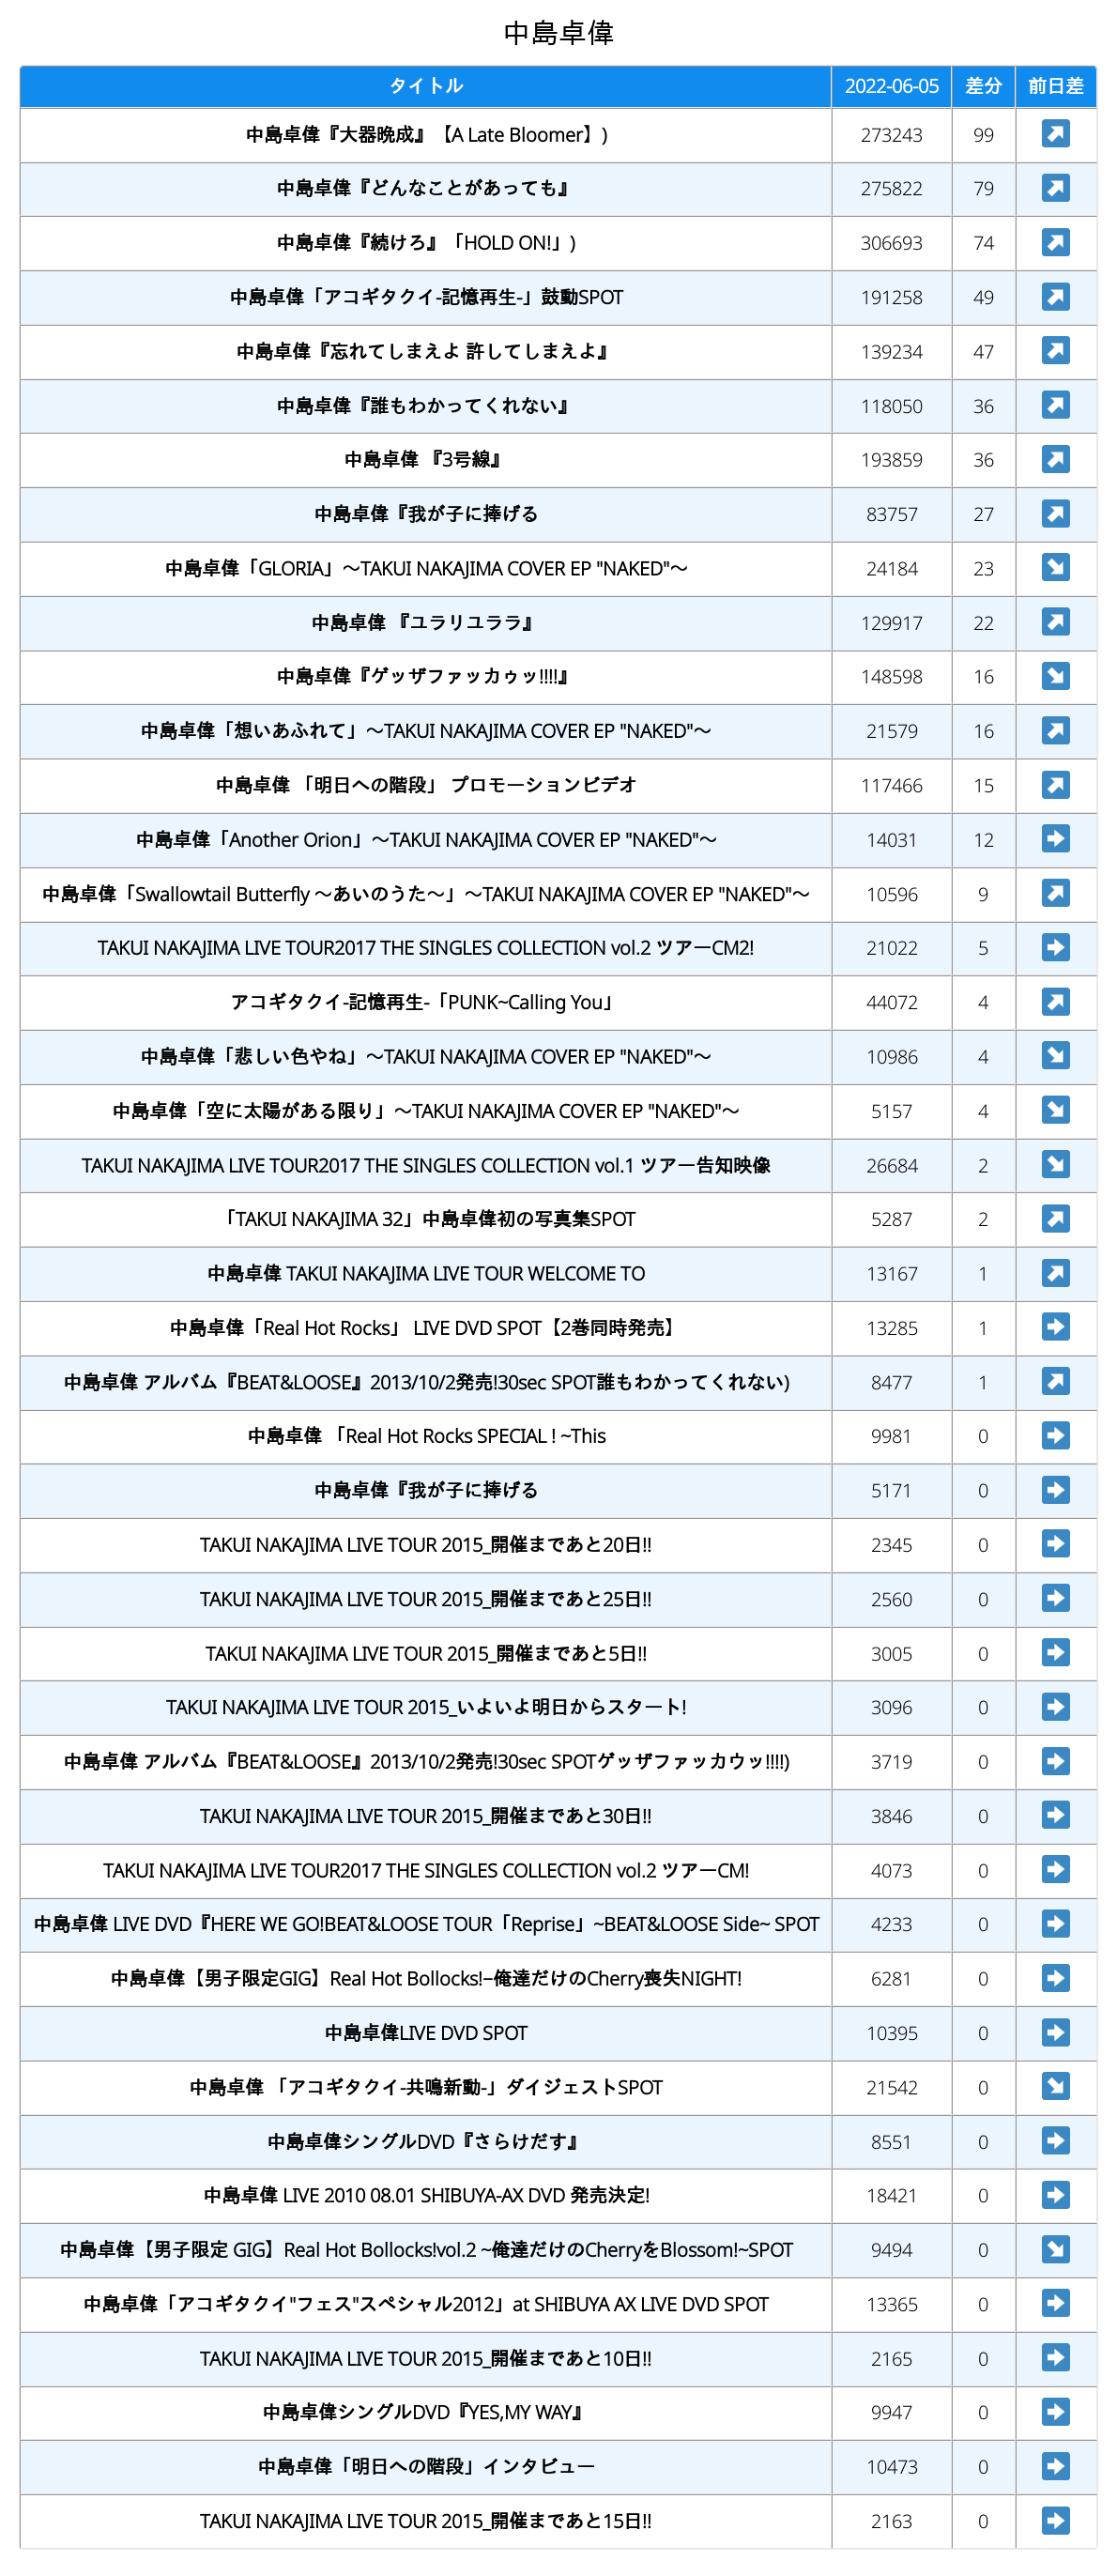 中島卓偉
タイトル 2022-06-05 差分 前日差
中島卓偉『大器晩成』【A Late Bloomer】) 273243 99 ↗
中島卓偉『どんなことがあっても』 275822 79 ↗
中島卓偉『続けろ』「HOLD ON!」) 306693 74 ↗
中島卓偉「アコギタクイ-記憶再生-」鼓動SPOT 191258 49 ↗
中島卓偉『忘れてしまえよ 許してしまえよ』 139234 47 ↗
中島卓偉『誰もわかってくれない』 118050 36 ↗
中島卓偉 『3号線』 193859 36 ↗
中島卓偉『我が子に捧げる 83757 27 ↗
中島卓偉「GLORIA」〜TAKUI NAKAJIMA COVER EP "NAKED"〜 24184 23 ↘
中島卓偉 『ユラリユララ』 129917 22 ↗
中島卓偉『ゲッザファッカゥッ!!!!』 148598 16 ↘
中島卓偉「想いあふれて」〜TAKUI NAKAJIMA COVER EP "NAKED"〜 21579 16 ↗
中島卓偉 「明日への階段」 プロモーションビデオ 117466 15 ↗
中島卓偉「Another Orion」〜TAKUI NAKAJIMA COVER EP "NAKED"〜 14031 12 ➡
中島卓偉「Swallowtail Butterfly 〜あいのうた〜」〜TAKUI NAKAJIMA COVER EP "NAKED"〜 10596 9 ↗
TAKUI NAKAJIMA LIVE TOUR2017 THE SINGLES COLLECTION vol.2 ツアーCM2! 21022 5 ➡
アコギタクイ-記憶再生-「PUNK~Calling You」 44072 4 ↗
中島卓偉「悲しい色やね」〜TAKUI NAKAJIMA COVER EP "NAKED"〜 10986 4 ↘
中島卓偉「空に太陽がある限り」〜TAKUI NAKAJIMA COVER EP "NAKED"〜 5157 4 ↘
TAKUI NAKAJIMA LIVE TOUR2017 THE SINGLES COLLECTION vol.1 ツアー告知映像 26684 2 ↘
「TAKUI NAKAJIMA 32」中島卓偉初の写真集SPOT 5287 2 ↗
中島卓偉 TAKUI NAKAJIMA LIVE TOUR WELCOME TO 13167 1 ↗
中島卓偉「Real Hot Rocks」 LIVE DVD SPOT【2巻同時発売】 13285 1 ➡
中島卓偉 アルバム『BEAT&LOOSE』2013/10/2発売!30sec SPOT誰もわかってくれない) 8477 1 ↗
中島卓偉 「Real Hot Rocks SPECIAL ! ~This 9981 0 ➡
中島卓偉『我が子に捧げる 5171 0 ➡
TAKUI NAKAJIMA LIVE TOUR 2015_開催まであと20日!! 2345 0 ➡
TAKUI NAKAJIMA LIVE TOUR 2015_開催まであと25日!! 2560 0 ➡
TAKUI NAKAJIMA LIVE TOUR 2015_開催まであと5日!! 3005 0 ➡
TAKUI NAKAJIMA LIVE TOUR 2015_いよいよ明日からスタート! 3096 0 ➡
中島卓偉 アルバム『BEAT&LOOSE』2013/10/2発売!30sec SPOTゲッザファッカウッ!!!!) 3719 0 ➡
TAKUI NAKAJIMA LIVE TOUR 2015_開催まであと30日!! 3846 0 ➡
TAKUI NAKAJIMA LIVE TOUR2017 THE SINGLES COLLECTION vol.2 ツアーCM! 4073 0 ➡
中島卓偉 LIVE DVD『HERE WE GO!BEAT&LOOSE TOUR「Reprise」~BEAT&LOOSE Side~ SPOT 4233 0 ➡
中島卓偉【男子限定GIG】Real Hot Bollocks!−俺達だけのCherry喪失NIGHT! 6281 0 ➡
中島卓偉LIVE DVD SPOT 10395 0 ➡
中島卓偉 「アコギタクイ-共鳴新動-」ダイジェストSPOT 21542 0 ↘
中島卓偉シングルDVD『さらけだす』 8551 0 ➡
中島卓偉 LIVE 2010 08.01 SHIBUYA-AX DVD 発売決定! 18421 0 ➡
中島卓偉【男子限定 GIG】Real Hot Bollocks!vol.2 ~俺達だけのCherryをBlossom!~SPOT 9494 0 ↘
中島卓偉「アコギタクイ"フェス"スペシャル2012」at SHIBUYA AX LIVE DVD SPOT 13365 0 ➡
TAKUI NAKAJIMA LIVE TOUR 2015_開催まであと10日!! 2165 0 ➡
中島卓偉シングルDVD『YES,MY WAY』 9947 0 ➡
中島卓偉「明日への階段」インタビュー 10473 0 ➡
TAKUI NAKAJIMA LIVE TOUR 2015_開催まであと15日!! 2163 0 ➡